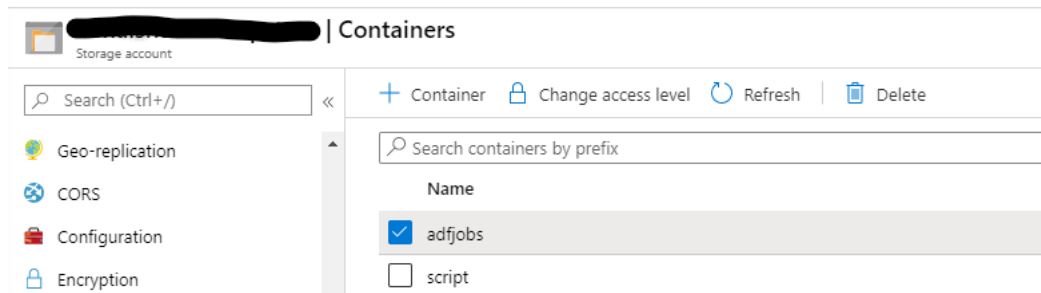 | Containers
Storage account
Search (Ctrl+/)
«
Geo-replication
CORS
Configuration
Encryption
+ Container
Change access level
Refresh
Delete
Search containers by prefix
Name
adfjobs
script